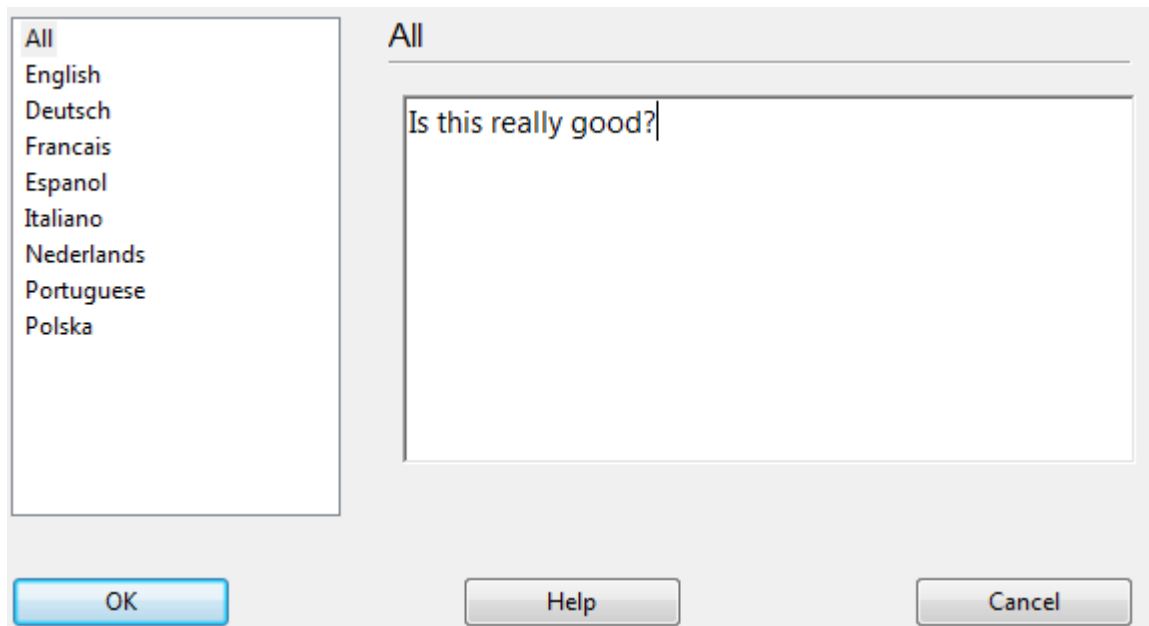 All
English
Deutsch
Francais
Espanol
Italiano
Nederlands
Portuguese
Polska
All
Is this really good?
OK
Help
Cancel